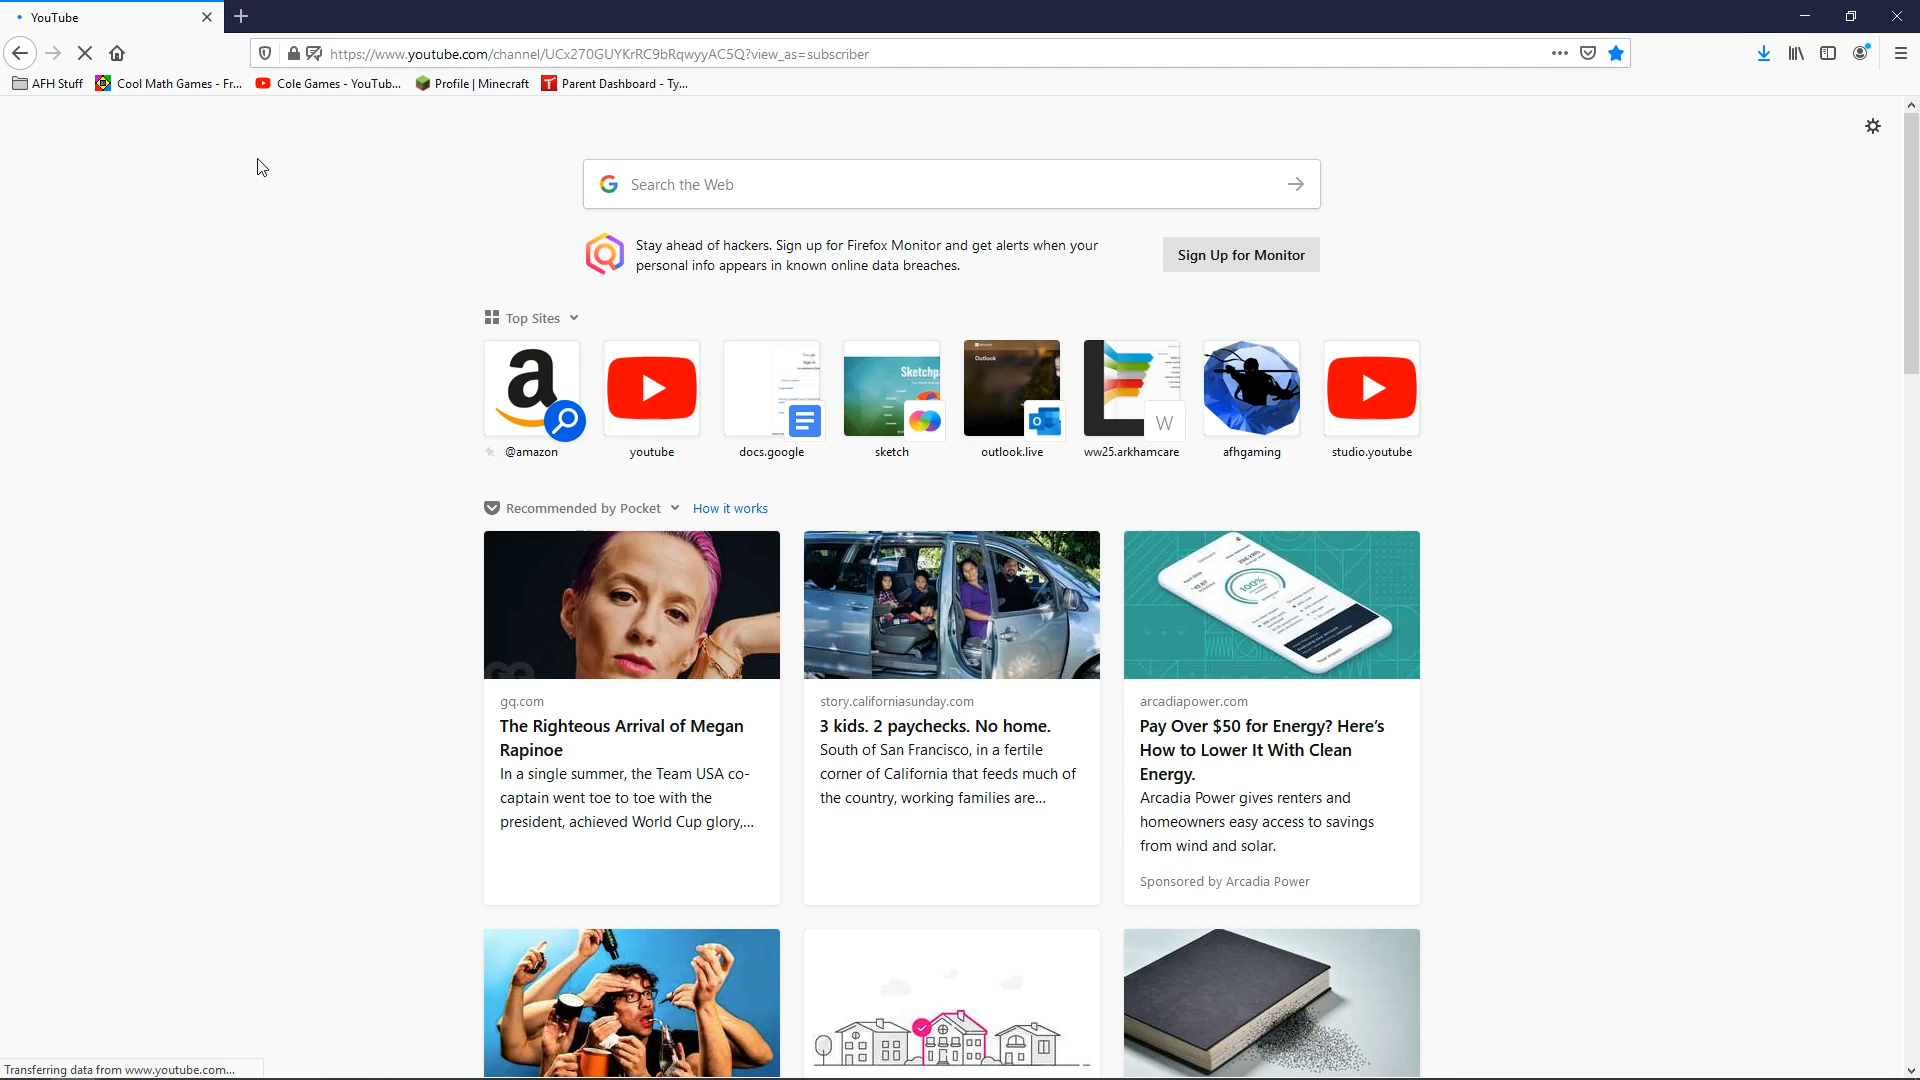 YouTube
https://www.youtube.com/channel/UCx270GUYKrRC9bRqwyyAC5Q?view_as=subscriber
AFH Stuff Cool Math Games - Fr... Cole Games - YouTub... Profile | Minecraft Parent Dashboard - Ty...
Search the Web
Stay ahead of hackers. Sign up for Firefox Monitor and get alerts when your
personal info appears in known online data breaches.
Sign Up for Monitor
Top Sites
Outlook
Sketchp
W
@amazon youtube docs.google sketch outlook.live ww25.arkhamcare afhgaming studio.youtube
Recommended by Pocket How it works
GQ
100%
gq.com
The Righteous Arrival of Megan
Rapinoe
In a single summer, the Team USA co-
captain went toe to toe with the
president, achieved World Cup glory,...
story.californiasunday.com
3 kids. 2 paychecks. No home.
South of San Francisco, in a fertile
corner of California that feeds much of
the country, working families are...
arcadiapower.com
Pay Over $50 for Energy? Here's
How to Lower It With Clean
Energy.
Arcadia Power gives renters and
homeowners easy access to savings
from wind and solar.
Sponsored by Arcadia Power
Transferring data from www.youtube.com...